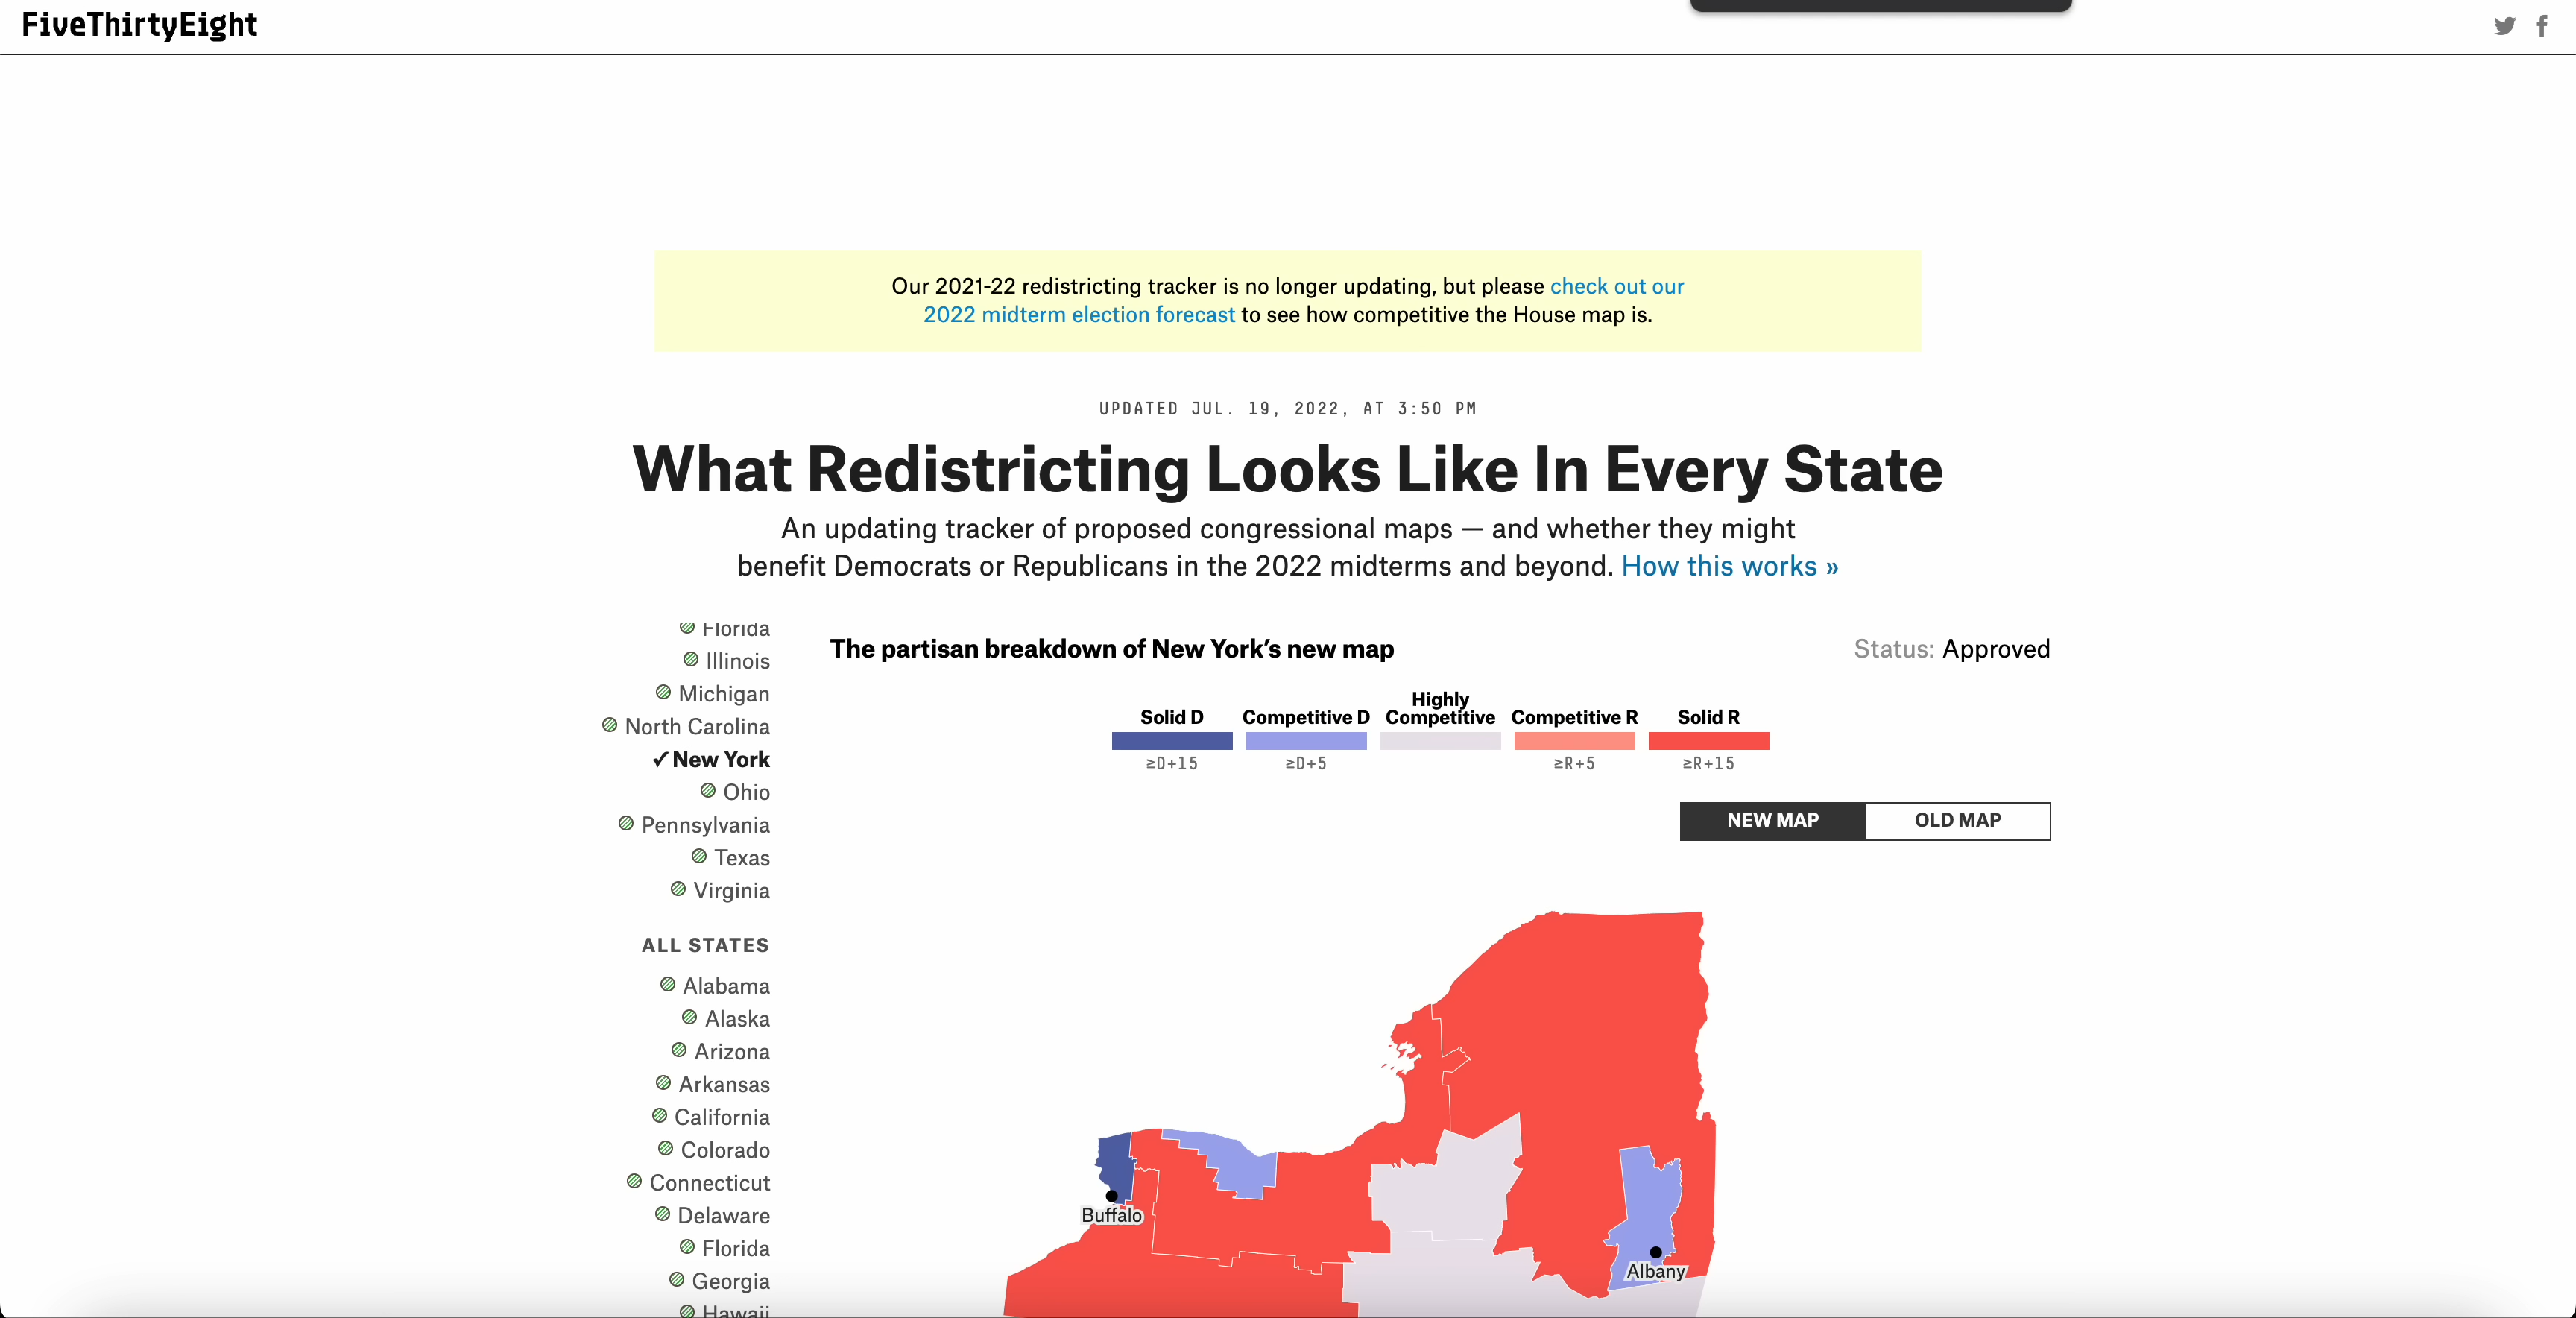 FiveThirtyEight
Our 2021-22 redistricting tracker is no longer updating, but please check out our
2022 midterm election forecast to see how competitive the House map is.
UPDATED JUL. 19, 2022, AT 3:50 PM
What Redistricting Looks Like In Every State
An updating tracker of proposed congressional maps — and whether they might
benefit Democrats or Republicans in the 2022 midterms and beyond. How this works »
Florida
Illinois
Michigan
North Carolina
✓ New York
Ohio
Pennsylvania
Texas
Virginia
ALL STATES
Alabama
Alaska
Arizona
Arkansas
California
Colorado
Connecticut
Delaware
Florida
Georgia
Hawaii
The partisan breakdown of New York’s new map
Status: Approved
Solid D
Competitive D
Highly
Competitive
Competitive R
Solid R
≥D+15
≥D+5
≥R+5
≥R+15
NEW MAP
OLD MAP
Buffalo
Albany